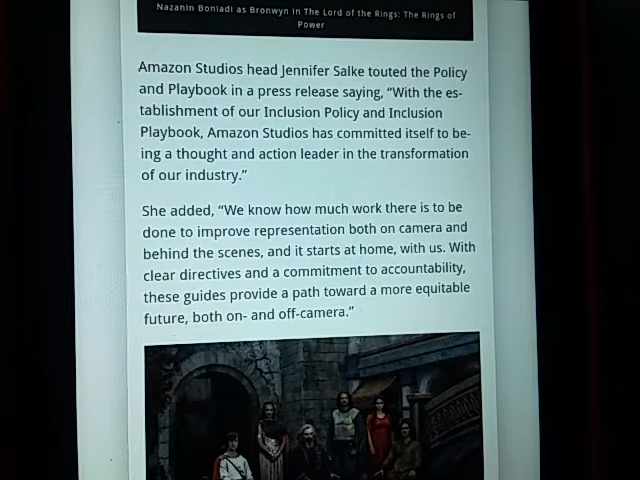 Nazanin Boniadi as Bronwyn in The Lord of the Rings: The Rings of
Power
Amazon Studios head Jennifer Salke touted the Policy
and Playbook in a press release saying, “With the es-
tablishment of our Inclusion Policy and Inclusion
Playbook, Amazon Studios has committed itself to be-
ing a thought and action leader in the transformation
of our industry.”
She added, “We know how much work there is to be
done to improve representation both on camera and
behind the scenes, and it starts at home, with us. With
clear directives and a commitment to accountability,
these guides provide a path toward a more equitable
future, both on- and off-camera.”